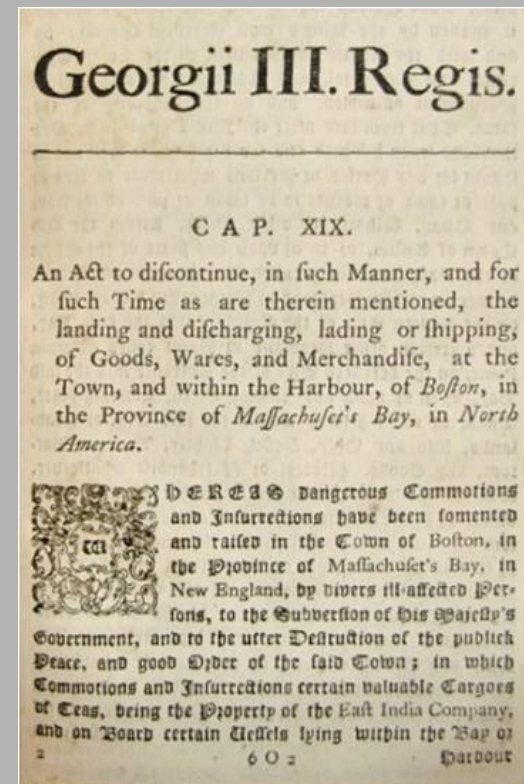 Georgii III. Regis.
CAP. XIX.
An Act to diſcontinue, in ſuch Manner, and for
ſuch Time as are therein mentioned, the
landing and diſcharging, lading or ſhipping,
of Goods, Wares, and Merchandiſe, at the
Town, and within the Harbour, of Boſton, in
the Province of Maſſachuſet's Bay, in North
America.
WHEREAS dangerous Commotions
and Inſurrections have been fomented
and raiſed in the Town of Boſton, in
the Province of Maſſachuſet's Bay, in
New England, by divers ill-affected Per-
ſons, to the Subverſion of His Majeſty's
Government, and to the utter Deſtruction of the publick
Peace, and good Order of the ſaid Town; in which
Commotions and Inſurrections certain valuable Cargoes
of Teas, being the Property of the Eaſt India Company,
and on Board certain Veſſels lying within the Bay or
2 6 O 2 Harbour